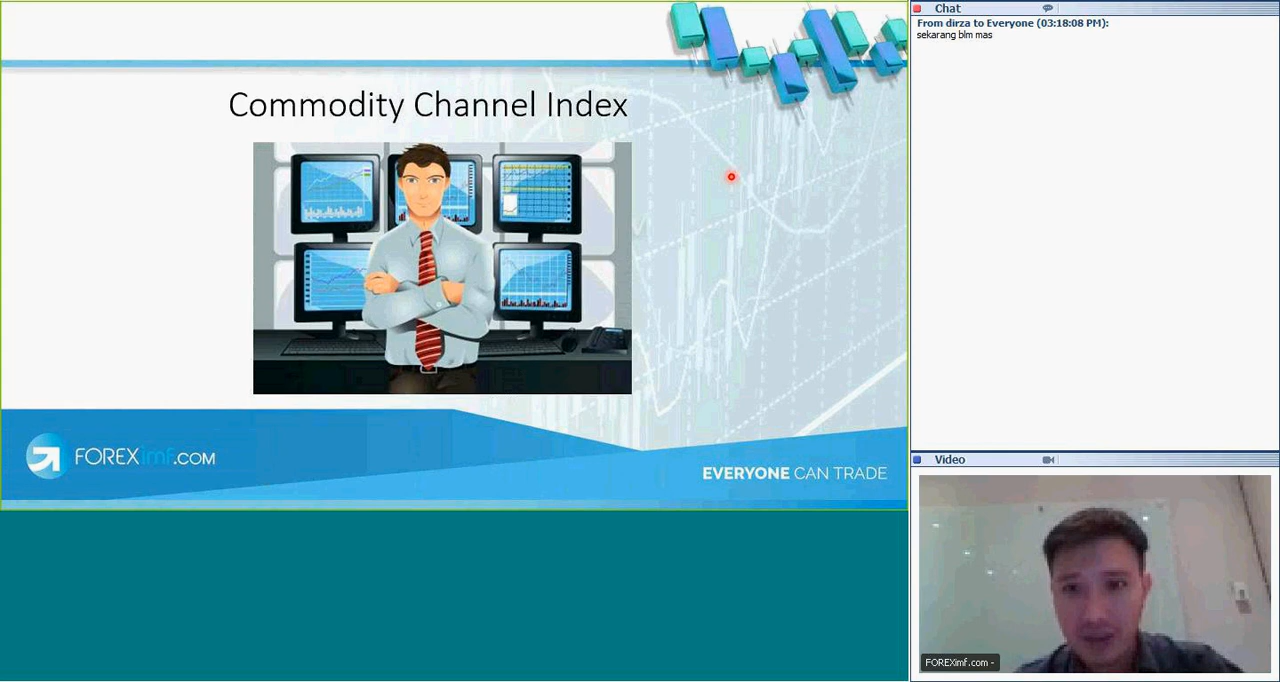 Commodity Channel Index
FOREXimf.COM
EVERYONE CAN TRADE
Chat
From dirza to Everyone (03:18:08 PM):
sekarang blm mas
Video
FOREXimf.com -